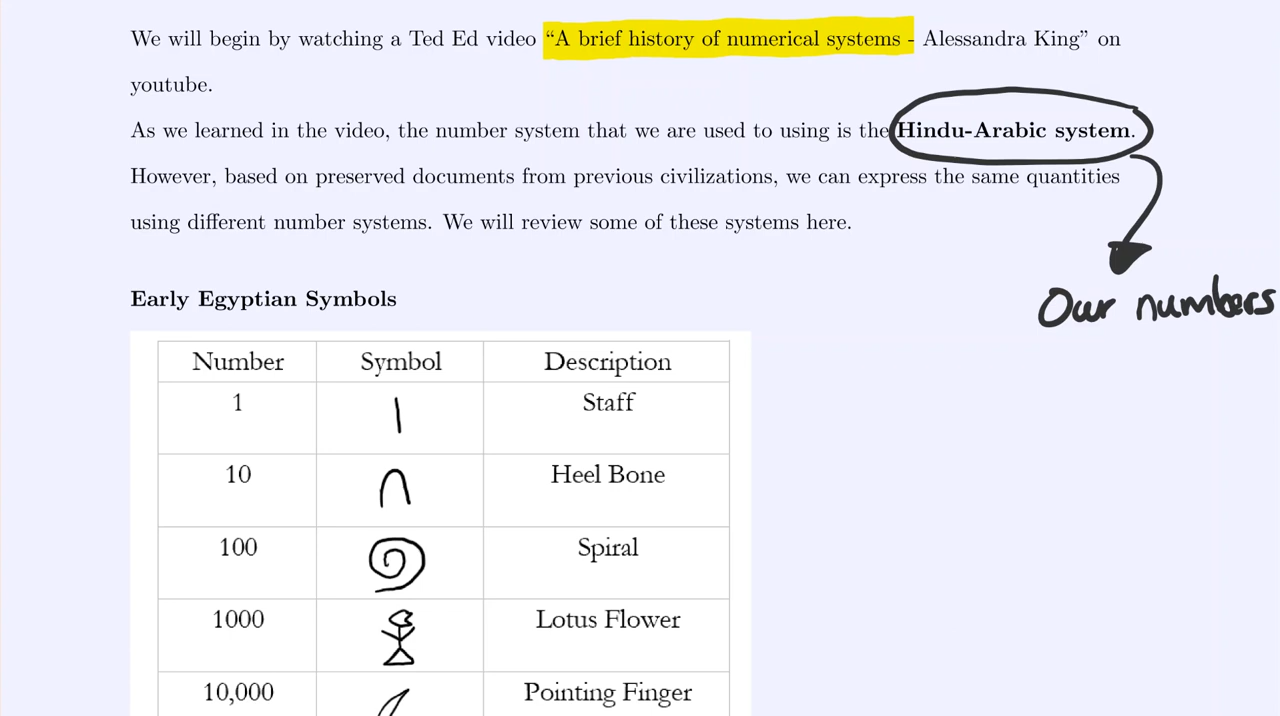 We will begin by watching a Ted Ed video “A brief history of numerical systems - Alessandra King” on
youtube.
As we learned in the video, the number system that we are used to using is the Hindu-Arabic system.
However, based on preserved documents from previous civilizations, we can express the same quantities
using different number systems. We will review some of these systems here.
Our numbers
Early Egyptian Symbols
Number Symbol Description
1 Staff
10 Heel Bone
100 Spiral
1000 Lotus Flower
10,000 Pointing Finger